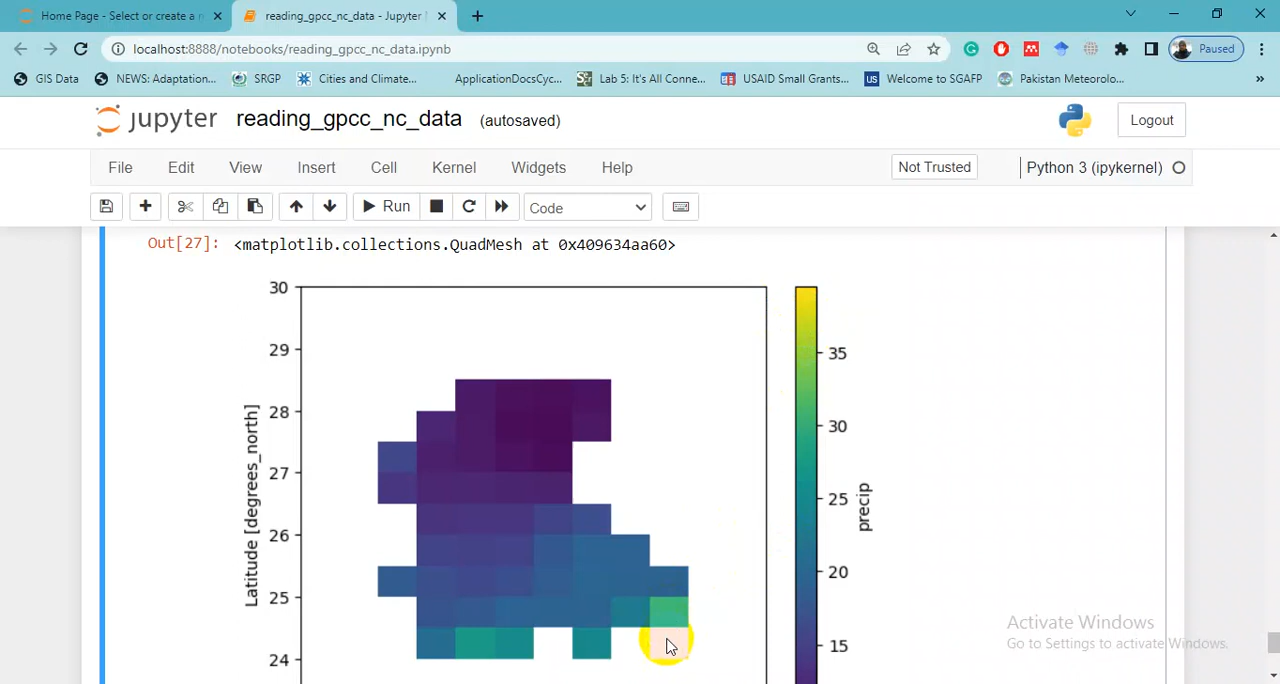 Home Page - Select or create a n
reading_gpcc_nc_data - Jupyter N
localhost:8888/notebooks/reading_gpcc_nc_data.ipynb
Paused
GIS Data
NEWS: Adaptation...
SRGP
Cities and Climate...
ApplicationDocsCyc...
Lab 5: It's All Conne...
USAID Small Grants...
US
Welcome to SGAFP
Pakistan Meteorolo...
»
jupyter
reading_gpcc_nc_data
(autosaved)
Logout
File
Edit
View
Insert
Cell
Kernel
Widgets
Help
Not Trusted
Python 3 (ipykernel)
Run
Code
Out[27]:
<matplotlib.collections.QuadMesh at 0x409634aa60>
30
29
28
27
26
25
24
Latitude [degrees_north]
35
30
25
20
15
precip
Activate Windows
Go to Settings to activate Windows.